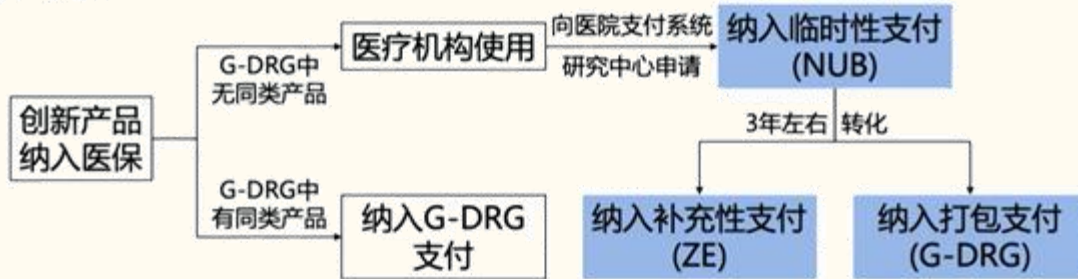 创新产品
纳入医保
G-DRG中
无同类产品
医疗机构使用
向医院支付系统
研究中心申请
纳入临时性支付
(NUB)
3年左右 转化
G-DRG中
有同类产品
纳入G-DRG
支付
纳入补充性支付
(ZE)
纳入打包支付
(G-DRG)